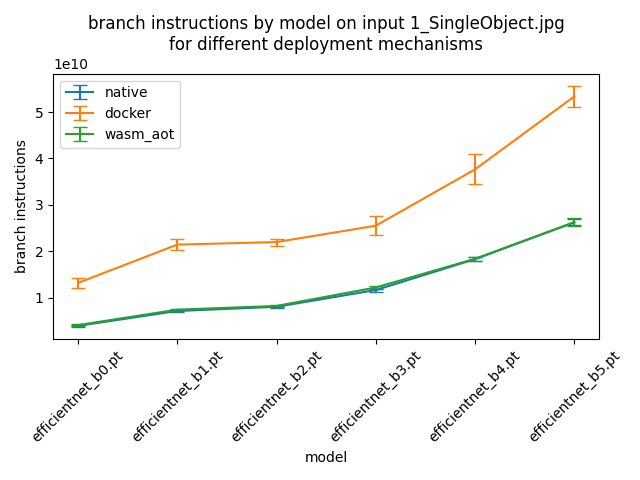 branch instructions by model on input 1_SingleObject.jpg
for different deployment mechanisms
1e10
native
docker
wasm_aot
5
4
3
2
1
branch instructions
efficientnet_b0.pt
efficientnet_b1.pt
efficientnet_b2.pt
efficientnet_b3.pt
efficientnet_b4.pt
efficientnet_b5.pt
model